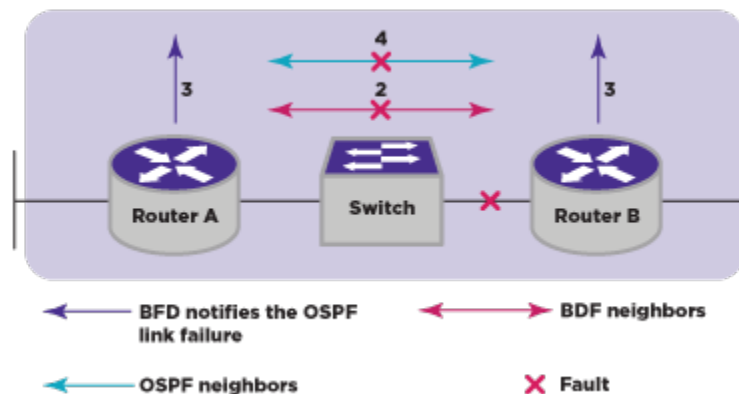 4
3
2
3
Router A
Switch
Router B
BFD notifies the OSPF
link failure
BDF neighbors
OSPF neighbors
Fault